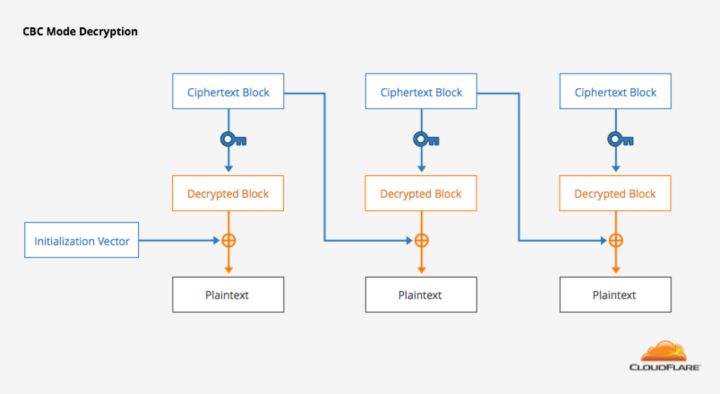 CBC Mode Decryption
Ciphertext Block
Ciphertext Block
Ciphertext Block
Decrypted Block
Decrypted Block
Decrypted Block
Initialization Vector
Plaintext
Plaintext
Plaintext
CLOUDFLARE